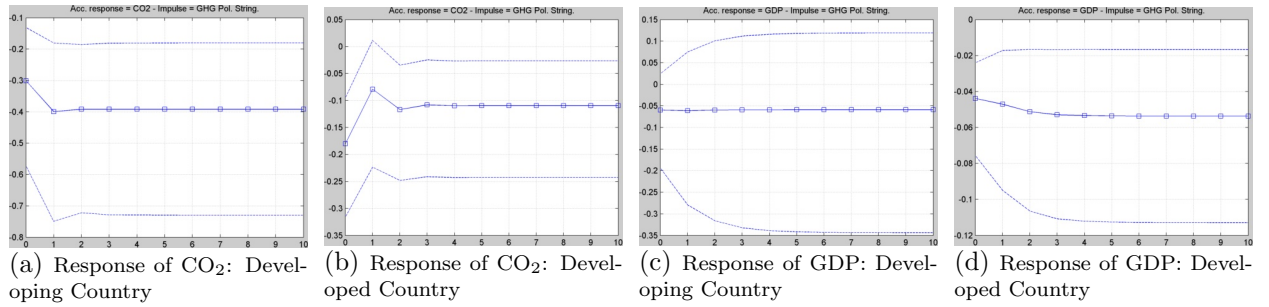 Acc. response = CO2 - Impulse = GHG Pol. String.
-0.1
-0.2
-0.3
-0.4
-0.5
-0.6
-0.7
-0.8
0 1 2 3 4 5 6 7 8 9 10
(a) Response of CO₂: Devel-
oping Country
Acc. response = CO2 - Impulse = GHG Pol. String.
0.05
0
-0.05
-0.1
-0.15
-0.2
-0.25
-0.3
-0.35
0 1 2 3 4 5 6 7 8 9 10
(b) Response of CO₂: Devel-
oped Country
Acc. response = GDP - Impulse = GHG Pol. String.
0.15
0.1
0.05
0
-0.05
-0.1
-0.15
-0.2
-0.25
-0.3
-0.35
0 1 2 3 4 5 6 7 8 9 10
(c) Response of GDP: Devel-
oping Country
Acc. response = GDP - Impulse = GHG Pol. String.
0
-0.02
-0.04
-0.06
-0.08
-0.1
-0.12
0 1 2 3 4 5 6 7 8 9 10
(d) Response of GDP: Devel-
oped Country